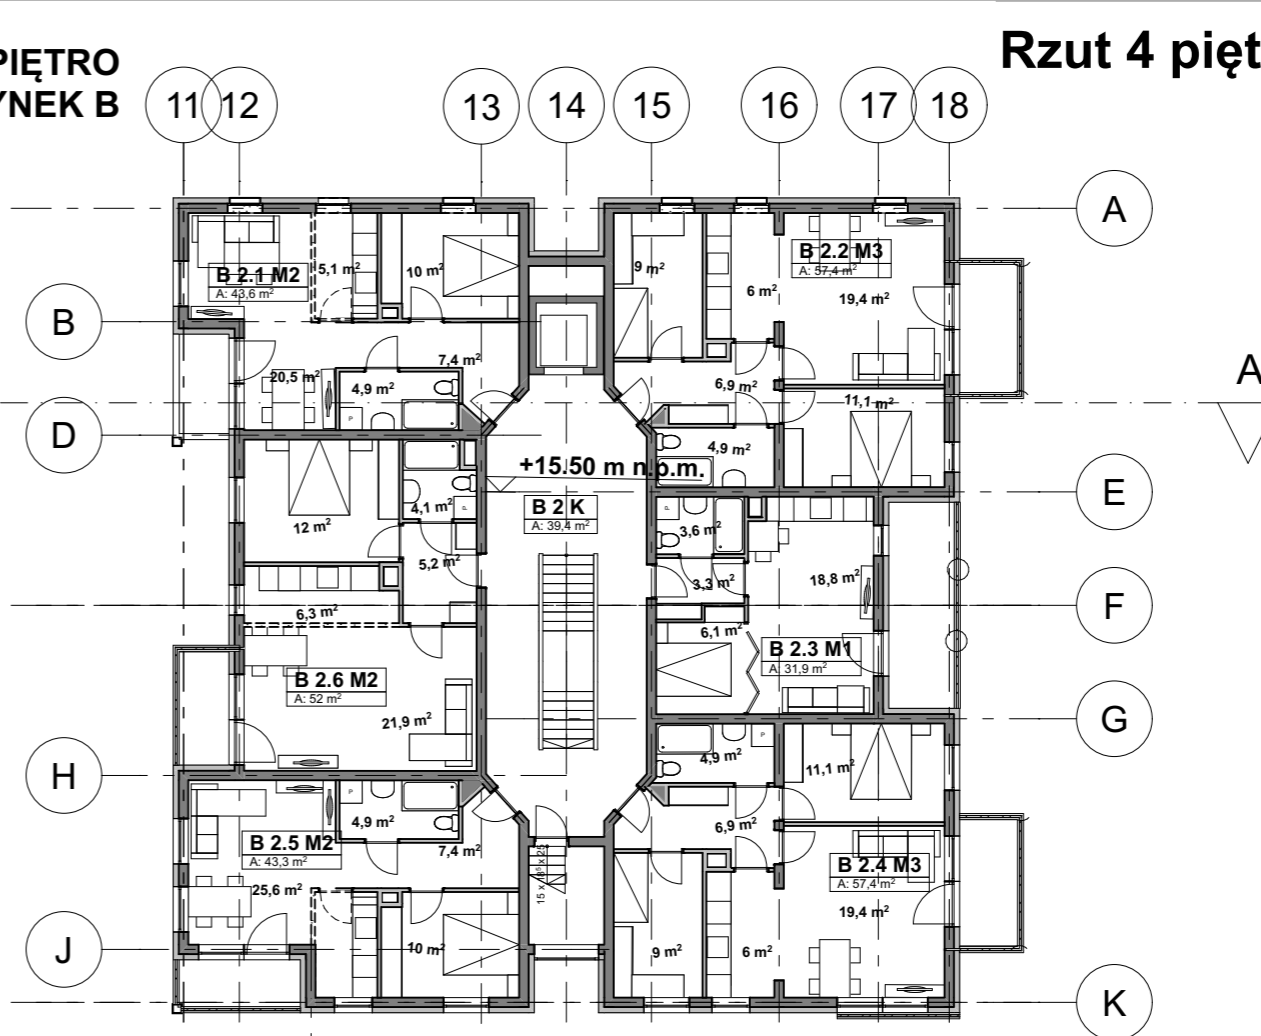 PIĘTRO
YNEK B
Rzut 4 pięt
11 12 13 14 15 16 17 18
A
B
D
H
J
A
E
F
G
K
B 2.1 M2
A: 43,6 m²
5,1 m²
10 m²
20,5 m²
4,9 m²
7,4 m²
P
9 m²
6 m²
B 2.2 M3
A: 57,4 m²
19,4 m²
6,9 m²
11,1 m²
4,9 m²
+15.50 m n.p.m.
B 2 K
A: 39,4 m²
12 m²
4,1 m²
P
5,2 m²
6,3 m²
B 2.6 M2
A: 52 m²
21,9 m²
P
3,6 m²
3,3 m²
18,8 m²
6,1 m²
B 2.3 M1
A: 31,9 m²
B 2.5 M2
A: 43,3 m²
P
4,9 m²
7,4 m²
25,6 m²
10 m²
15 x 18⁵ x 25
4,9 m²
P
11,1 m²
6,9 m²
B 2.4 M3
A: 57,4 m²
19,4 m²
9 m²
6 m²